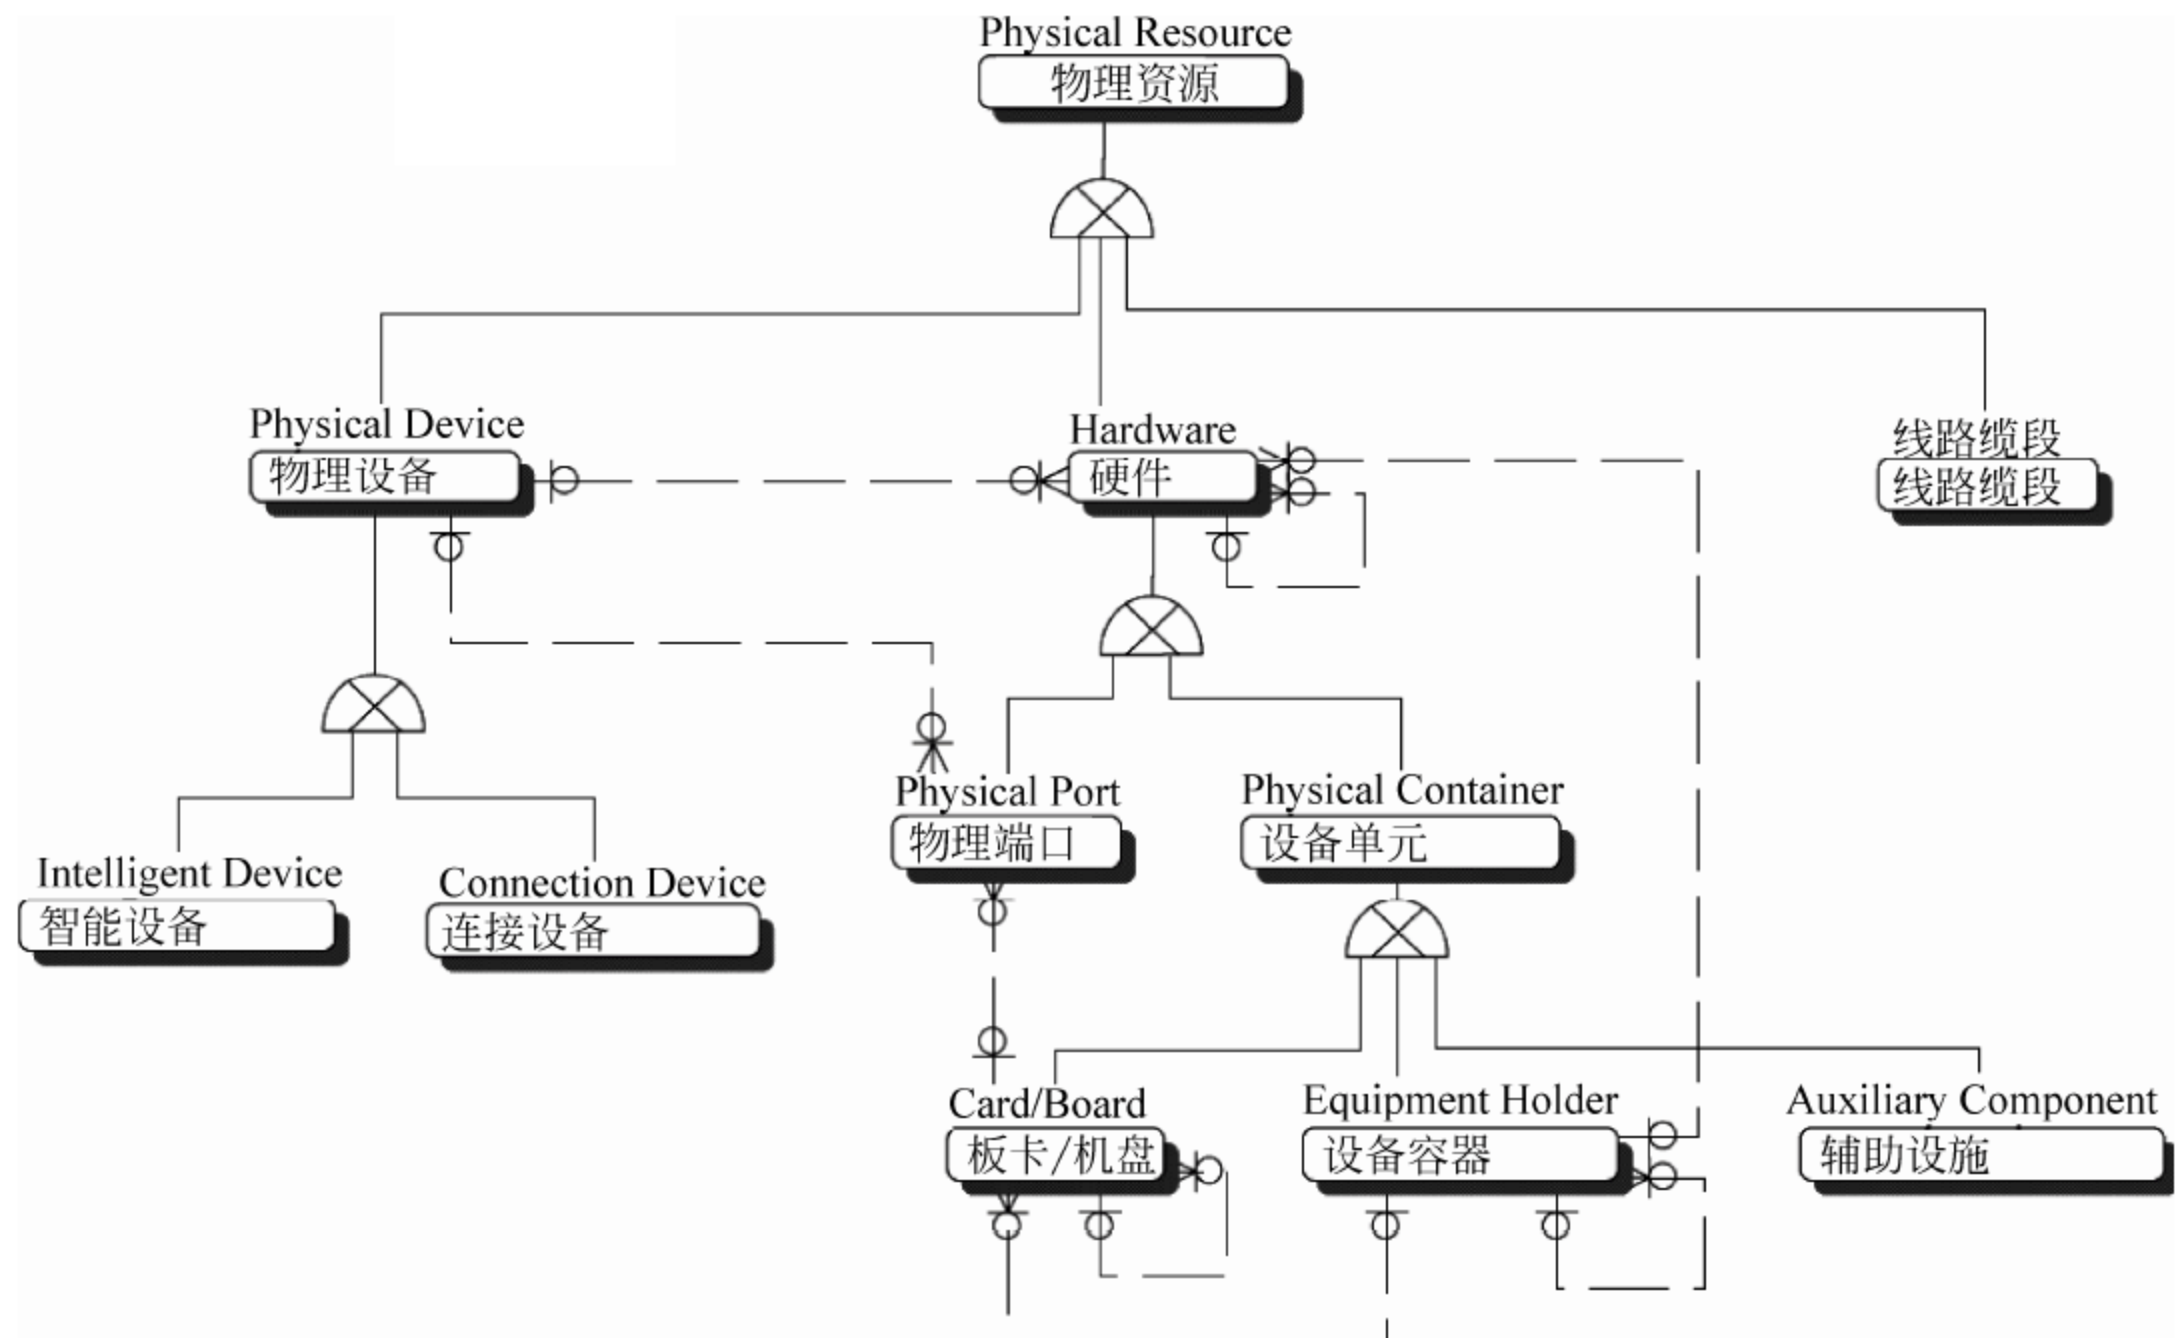 Physical Resource
物理资源
Physical Device
物理设备
Hardware
硬件
线路缆段
线路缆段
Physical Port
物理端口
Physical Container
设备单元
Intelligent Device
智能设备
Connection Device
连接设备
Card/Board
板卡/机盘
Equipment Holder
设备容器
Auxiliary Component
辅助设施